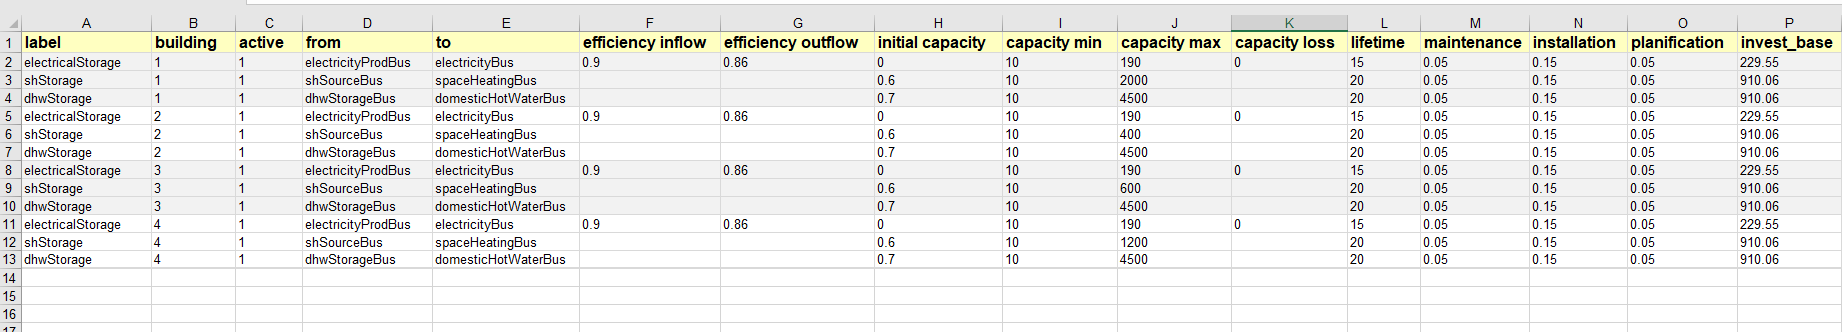 A B C D E F G H I J K L M N O P
1 label building active from to efficiency inflow efficiency outflow initial capacity capacity min capacity max capacity loss lifetime maintenance installation planification invest_base
2 electricalStorage 1 1 electricityProdBus electricityBus 0.9 0.86 0 10 190 0 15 0.05 0.15 0.05 229.55
3 shStorage 1 1 shSourceBus spaceHeatingBus 0.6 10 2000 20 0.05 0.15 0.05 910.06
4 dhwStorage 1 1 dhwStorageBus domesticHotWaterBus 0.7 10 4500 20 0.05 0.15 0.05 910.06
5 electricalStorage 2 1 electricityProdBus electricityBus 0.9 0.86 0 10 190 0 15 0.05 0.15 0.05 229.55
6 shStorage 2 1 shSourceBus spaceHeatingBus 0.6 10 400 20 0.05 0.15 0.05 910.06
7 dhwStorage 2 1 dhwStorageBus domesticHotWaterBus 0.7 10 4500 20 0.05 0.15 0.05 910.06
8 electricalStorage 3 1 electricityProdBus electricityBus 0.9 0.86 0 10 190 0 15 0.05 0.15 0.05 229.55
9 shStorage 3 1 shSourceBus spaceHeatingBus 0.6 10 600 20 0.05 0.15 0.05 910.06
10 dhwStorage 3 1 dhwStorageBus domesticHotWaterBus 0.7 10 4500 20 0.05 0.15 0.05 910.06
11 electricalStorage 4 1 electricityProdBus electricityBus 0.9 0.86 0 10 190 0 15 0.05 0.15 0.05 229.55
12 shStorage 4 1 shSourceBus spaceHeatingBus 0.6 10 1200 20 0.05 0.15 0.05 910.06
13 dhwStorage 4 1 dhwStorageBus domesticHotWaterBus 0.7 10 4500 20 0.05 0.15 0.05 910.06
14
15
16
17